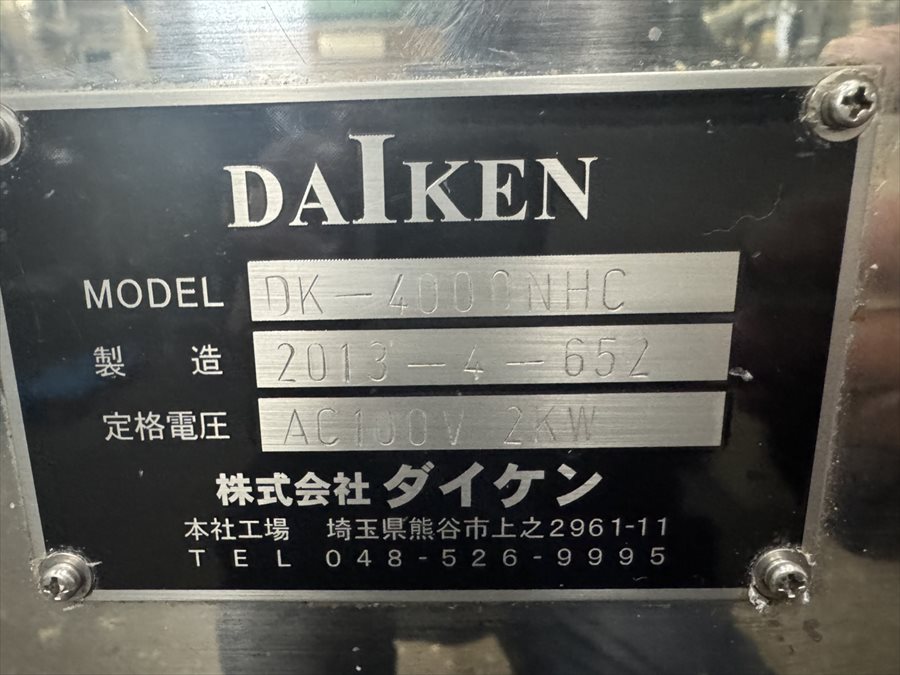 DAIKEN
MODEL DK-4000NHC
製造 2013-4-652
定格電圧 AC100V 2KW
株式会社 ダイケン
本社工場 埼玉県熊谷市上之2961-11
TEL 048-526-9995